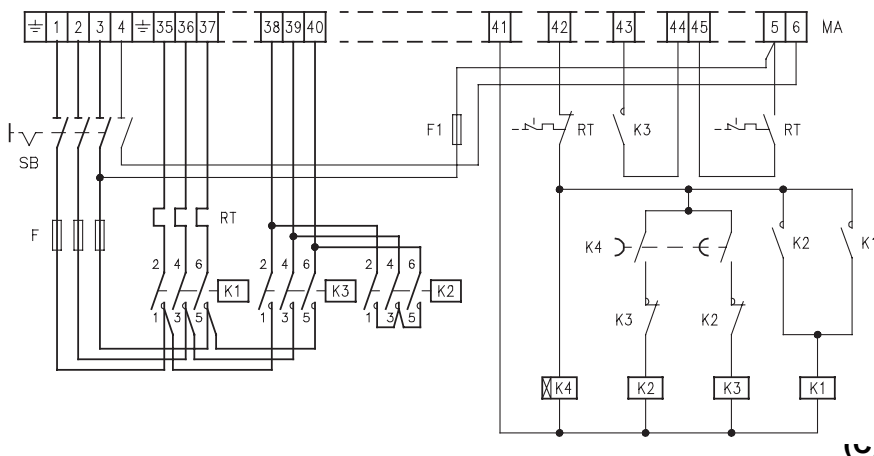 1 2 3 4 35 36 37 38 39 40 41 42 43 44 45 5 6 MA
F1 RT K3 RT
SB
F RT
K4 K2 K1
2 4 6 K1 2 4 6 K3 2 4 6 K2
1 3 5 1 3 5 1 3 5
K3 K2
K4 K2 K3 K1